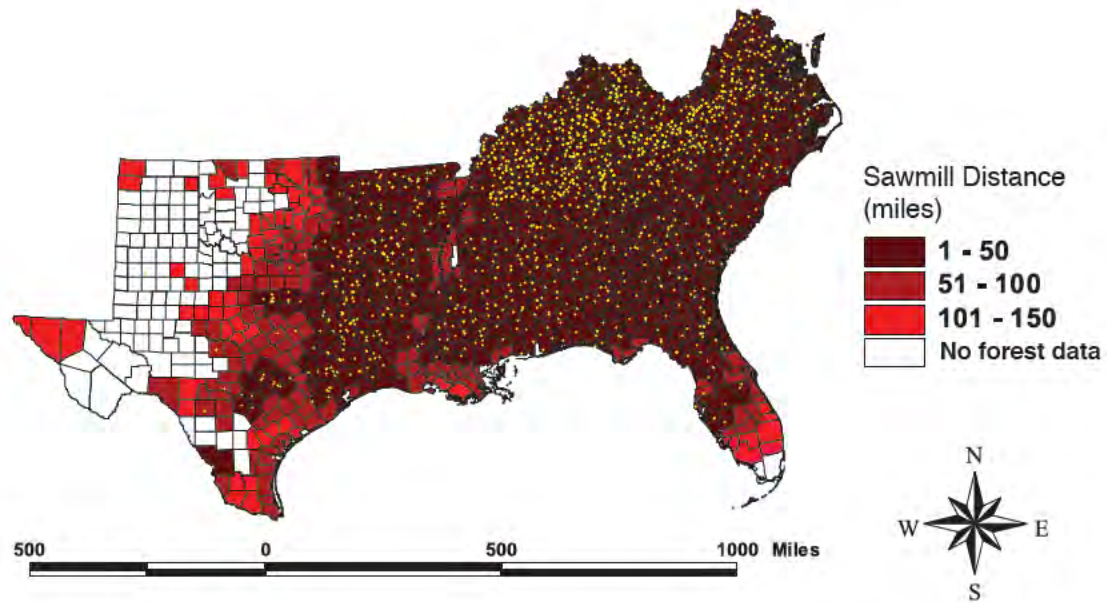 Sawmill Distance
(miles)
1 - 50
51 - 100
101 - 150
No forest data
N
W E
S
500 0 500 1000 Miles